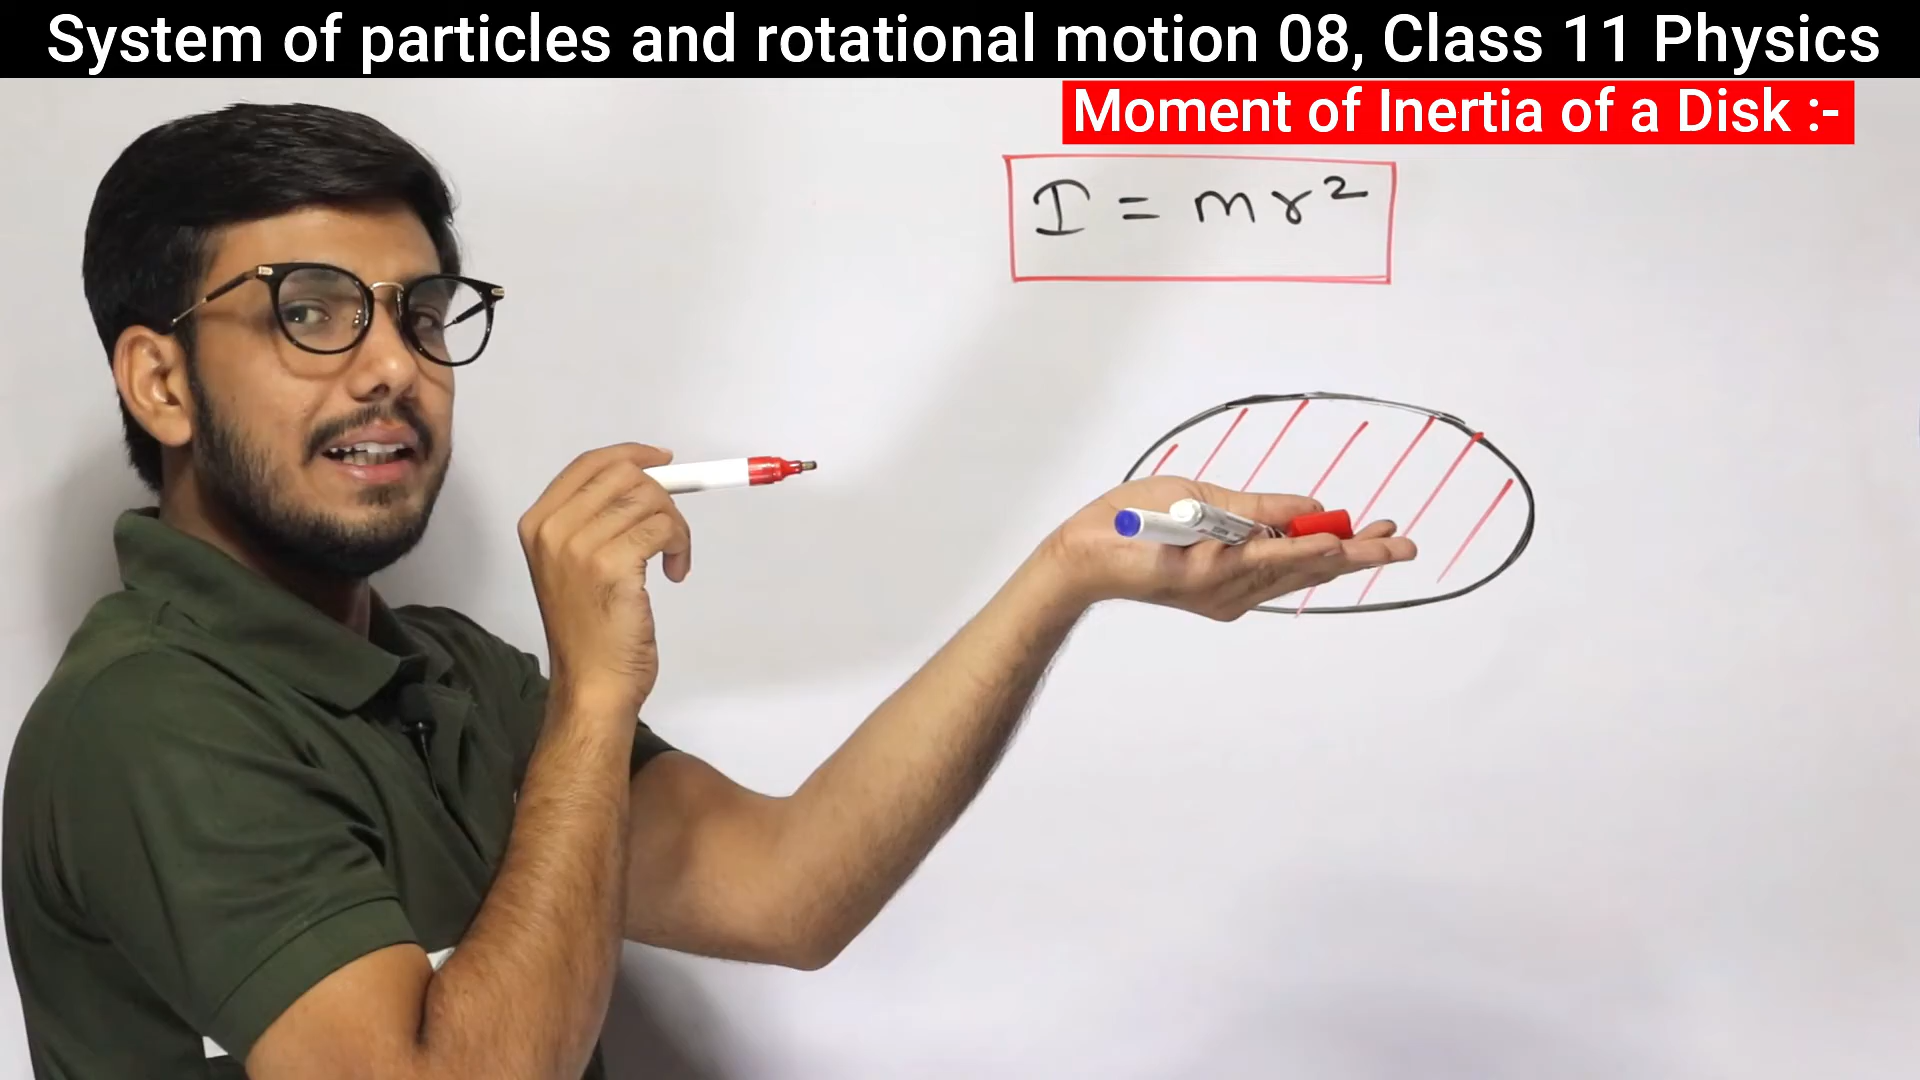 System of particles and rotational motion 08, Class 11 Physics
Moment of Inertia of a Disk :-
I = mr²